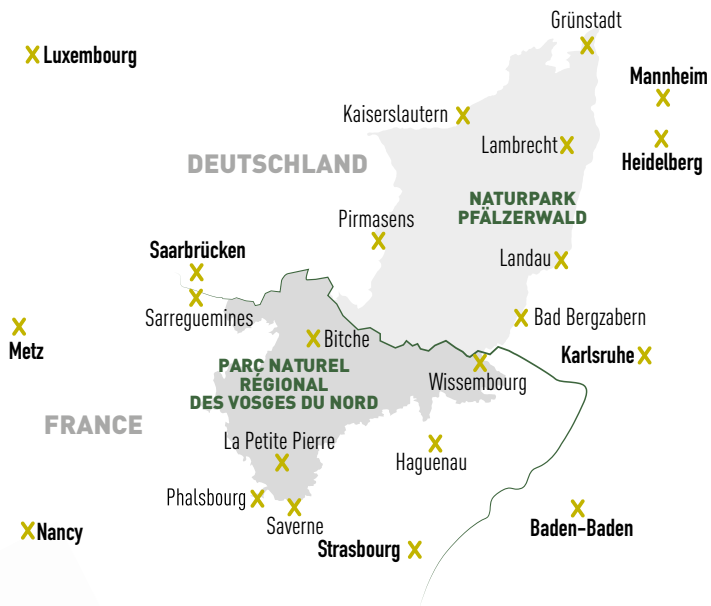 Grünstadt
Luxembourg
Mannheim
Kaiserslautern
Lambrecht
Heidelberg
DEUTSCHLAND
NATURPARK
PFÄLZERWALD
Pirmasens
Saarbrücken
Landau
Sarreguemines
Bad Bergzabern
Bitche
Metz
Karlsruhe
PARC NATUREL
RÉGIONAL
DES VOSGES DU NORD
Wissembourg
FRANCE
La Petite Pierre
Haguenau
Phalsbourg
Saverne
Nancy
Baden-Baden
Strasbourg